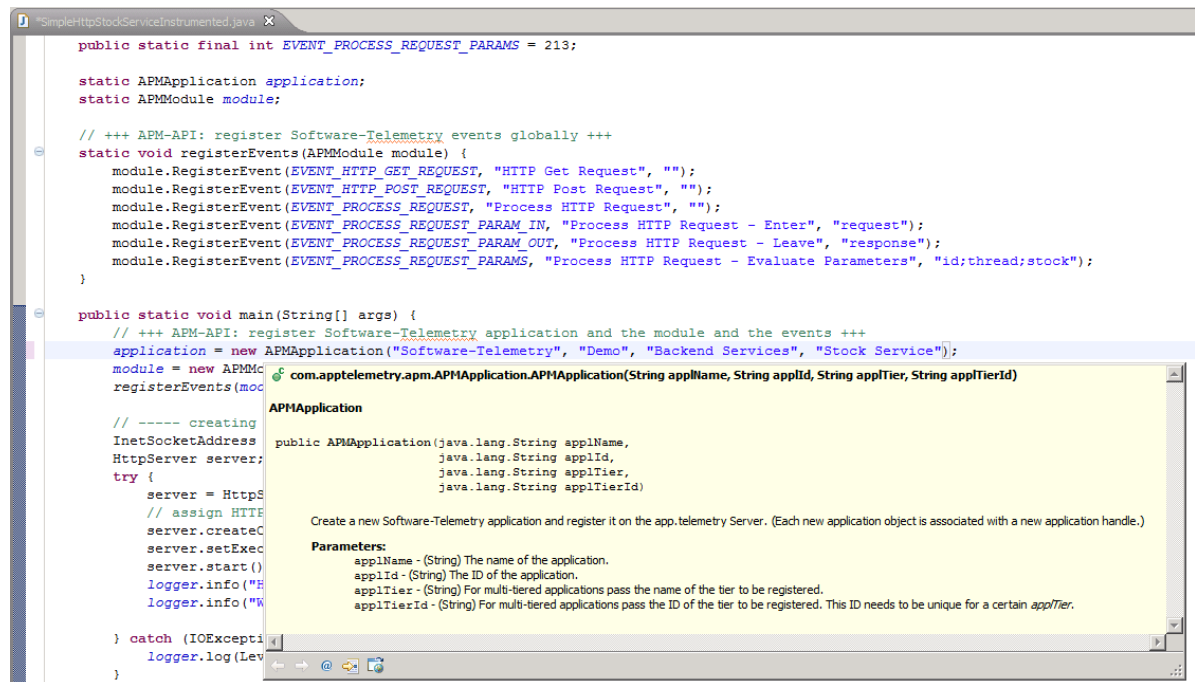 *SimpleHttpStockServiceInstrumented.java
public static final int EVENT_PROCESS_REQUEST_PARAMS = 213;
static APMApplication application;
static APMModule module;
// +++ APM-API: register Software-Telemetry events globally +++
static void registerEvents(APMModule module) {
module.RegisterEvent(EVENT_HTTP_GET_REQUEST, "HTTP Get Request", "");
module.RegisterEvent(EVENT_HTTP_POST_REQUEST, "HTTP Post Request", "");
module.RegisterEvent(EVENT_PROCESS_REQUEST, "Process HTTP Request", "");
module.RegisterEvent(EVENT_PROCESS_REQUEST_PARAM_IN, "Process HTTP Request - Enter", "request");
module.RegisterEvent(EVENT_PROCESS_REQUEST_PARAM_OUT, "Process HTTP Request - Leave", "response");
module.RegisterEvent(EVENT_PROCESS_REQUEST_PARAMS, "Process HTTP Request - Evaluate Parameters", "id;thread;stock");
}
public static void main(String[] args) {
// +++ APM-API: register Software-Telemetry application and the module and the events +++
application = new APMApplication("Software-Telemetry", "Demo", "Backend Services", "Stock Service");
module = new APMMo
registerEvents(mod
// ----- creating
InetSocketAddress
HttpServer server;
try {
server = HttpS
// assign HTTP
server.createC
server.setExec
server.start()
logger.info("H
logger.info("W
} catch (IOExcepti
logger.log(Lev
}
com.apptelemetry.apm.APMApplication.APMApplication(String applName, String applId, String applTier, String applTierId)
APMApplication
public APMApplication(java.lang.String applName,
java.lang.String applId,
java.lang.String applTier,
java.lang.String applTierId)
Create a new Software-Telemetry application and register it on the app.telemetry Server. (Each new application object is associated with a new application handle.)
Parameters:
applName - (String) The name of the application.
applId - (String) The ID of the application.
applTier - (String) For multi-tiered applications pass the name of the tier to be registered.
applTierId - (String) For multi-tiered applications pass the ID of the tier to be registered. This ID needs to be unique for a certain applTier.